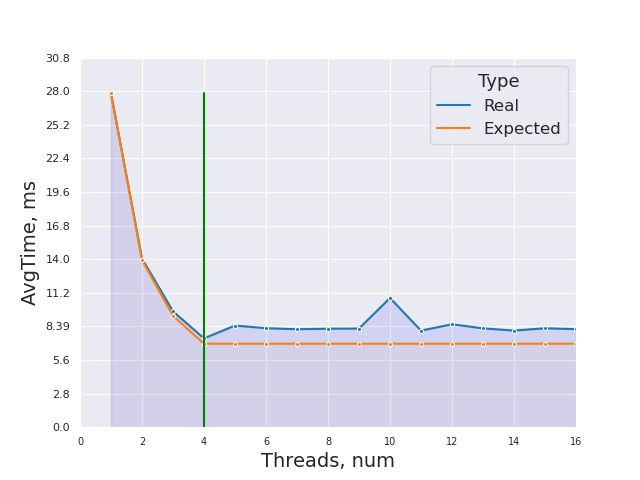 Type
Real
Expected
AvgTime, ms
30.8
28.0
25.2
22.4
19.6
16.8
14.0
11.2
8.39
5.6
2.8
0.0
0 2 4 6 8 10 12 14 16
Threads, num